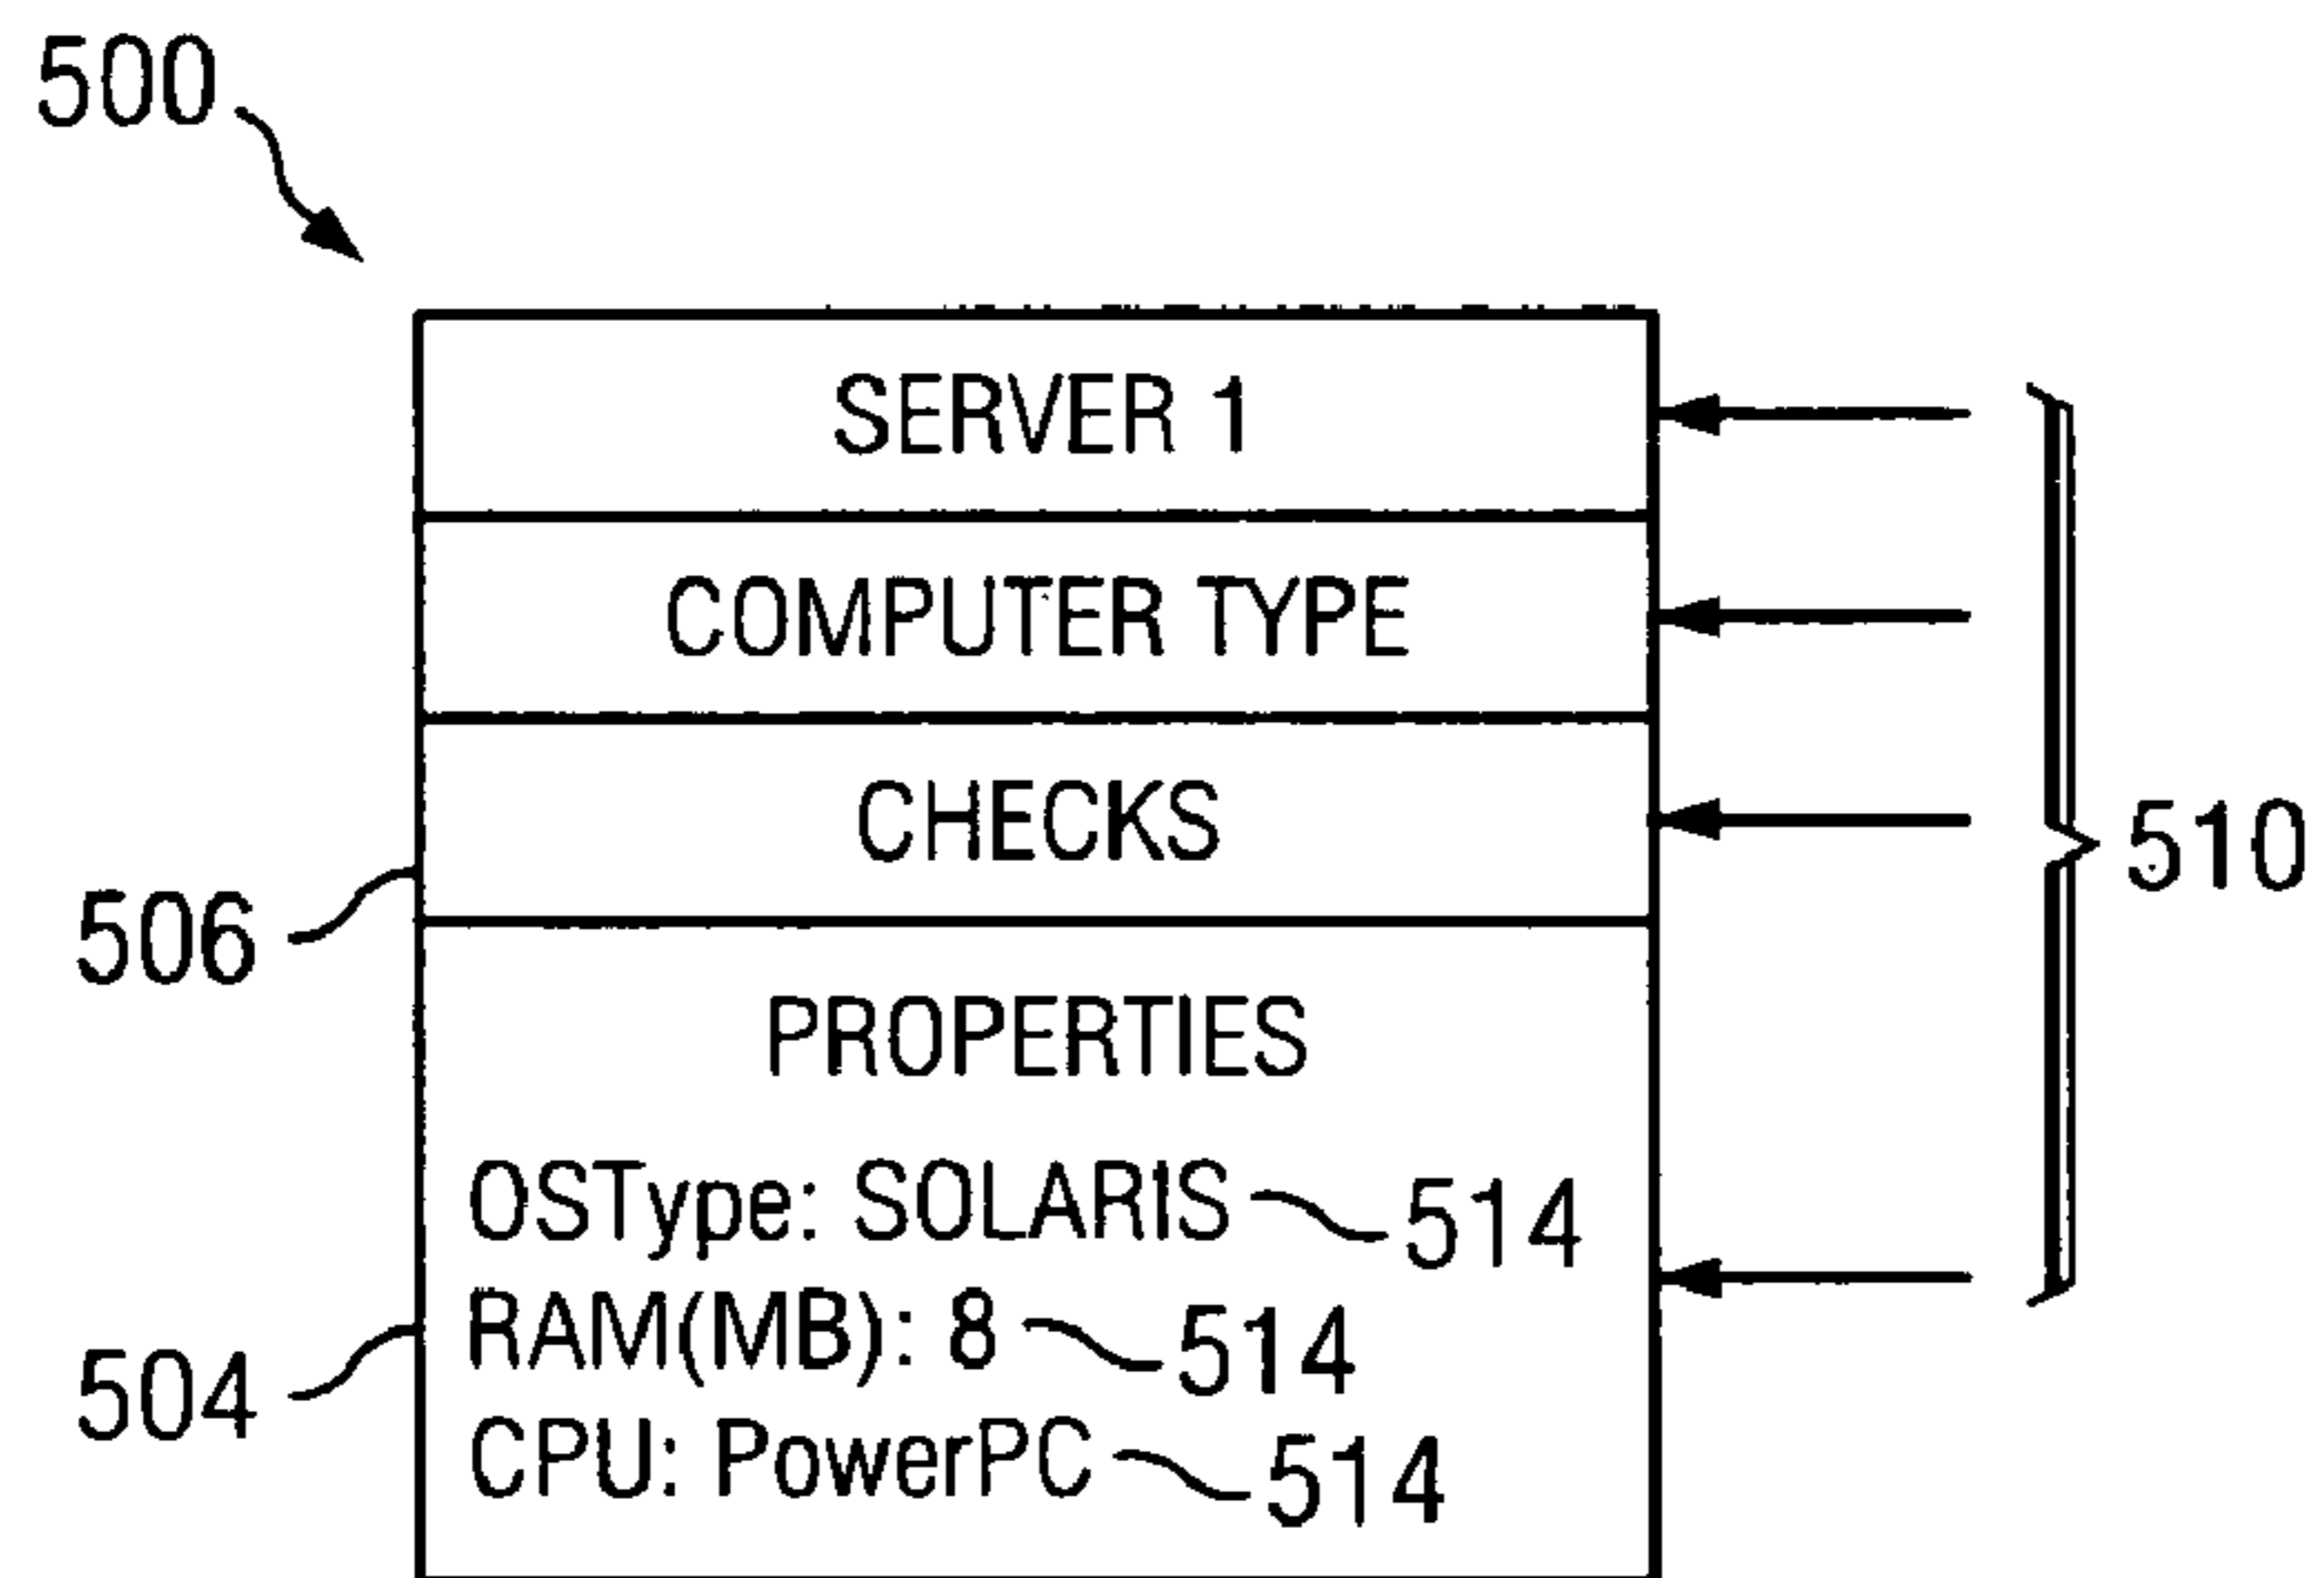 500
SERVER 1
COMPUTER TYPE
CHECKS
510
506
PROPERTIES
OSType: SOLARIS 514
RAM(MB): 8 514
504
CPU: PowerPC 514